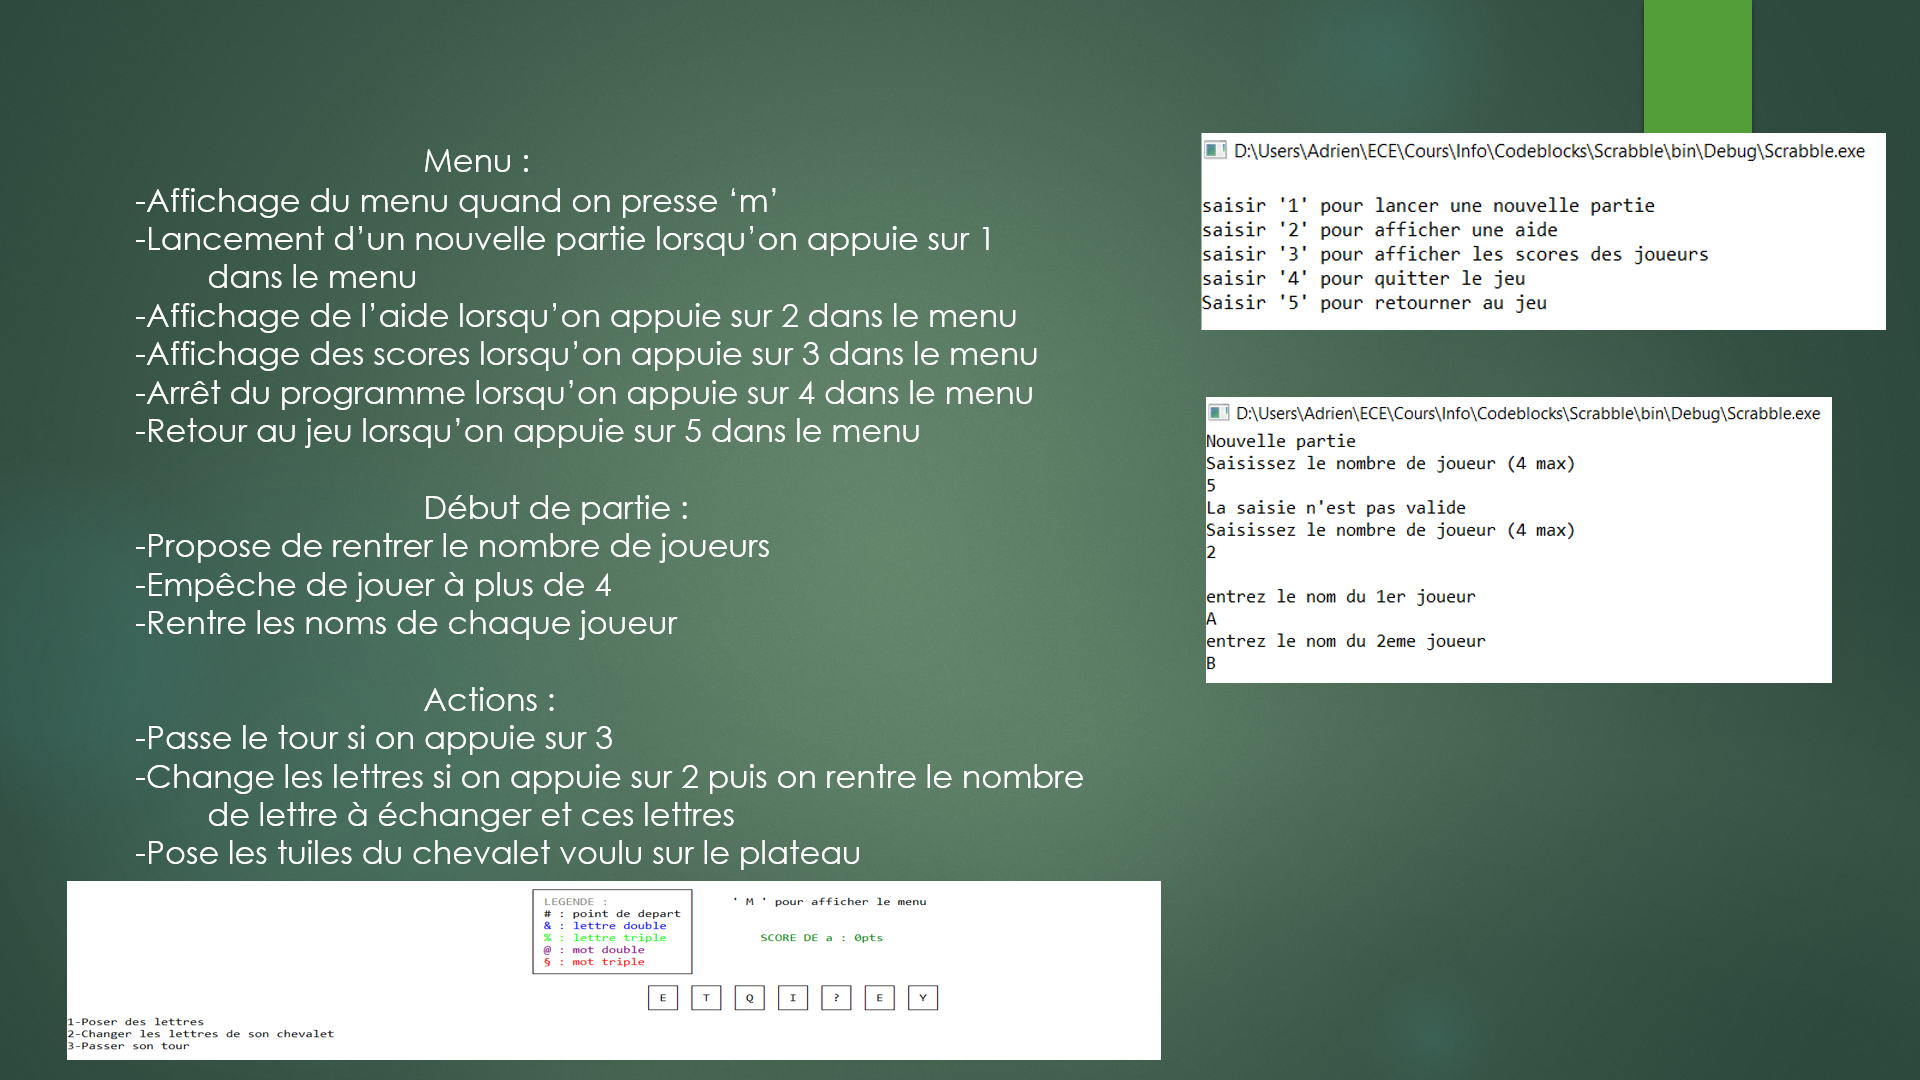 Menu :
-Affichage du menu quand on presse ‘m’
-Lancement d’un nouvelle partie lorsqu’on appuie sur 1
dans le menu
-Affichage de l’aide lorsqu’on appuie sur 2 dans le menu
-Affichage des scores lorsqu’on appuie sur 3 dans le menu
-Arrêt du programme lorsqu’on appuie sur 4 dans le menu
-Retour au jeu lorsqu’on appuie sur 5 dans le menu
Début de partie :
-Propose de rentrer le nombre de joueurs
-Empêche de jouer à plus de 4
-Rentre les noms de chaque joueur
Actions :
-Passe le tour si on appuie sur 3
-Change les lettres si on appuie sur 2 puis on rentre le nombre
de lettre à échanger et ces lettres
-Pose les tuiles du chevalet voulu sur le plateau
D:\Users\Adrien\ECE\Cours\Info\Codeblocks\Scrabble\bin\Debug\Scrabble.exe
saisir '1' pour lancer une nouvelle partie
saisir '2' pour afficher une aide
saisir '3' pour afficher les scores des joueurs
saisir '4' pour quitter le jeu
Saisir '5' pour retourner au jeu
D:\Users\Adrien\ECE\Cours\Info\Codeblocks\Scrabble\bin\Debug\Scrabble.exe
Nouvelle partie
Saisissez le nombre de joueur (4 max)
5
La saisie n'est pas valide
Saisissez le nombre de joueur (4 max)
2
entrez le nom du 1er joueur
A
entrez le nom du 2eme joueur
B
LEGENDE :
# : point de depart
& : lettre double
% : lettre triple
@ : mot double
§ : mot triple
' M ' pour afficher le menu
SCORE DE a : 0pts
E T Q I ? E Y
1-Poser des lettres
2-Changer les lettres de son chevalet
3-Passer son tour